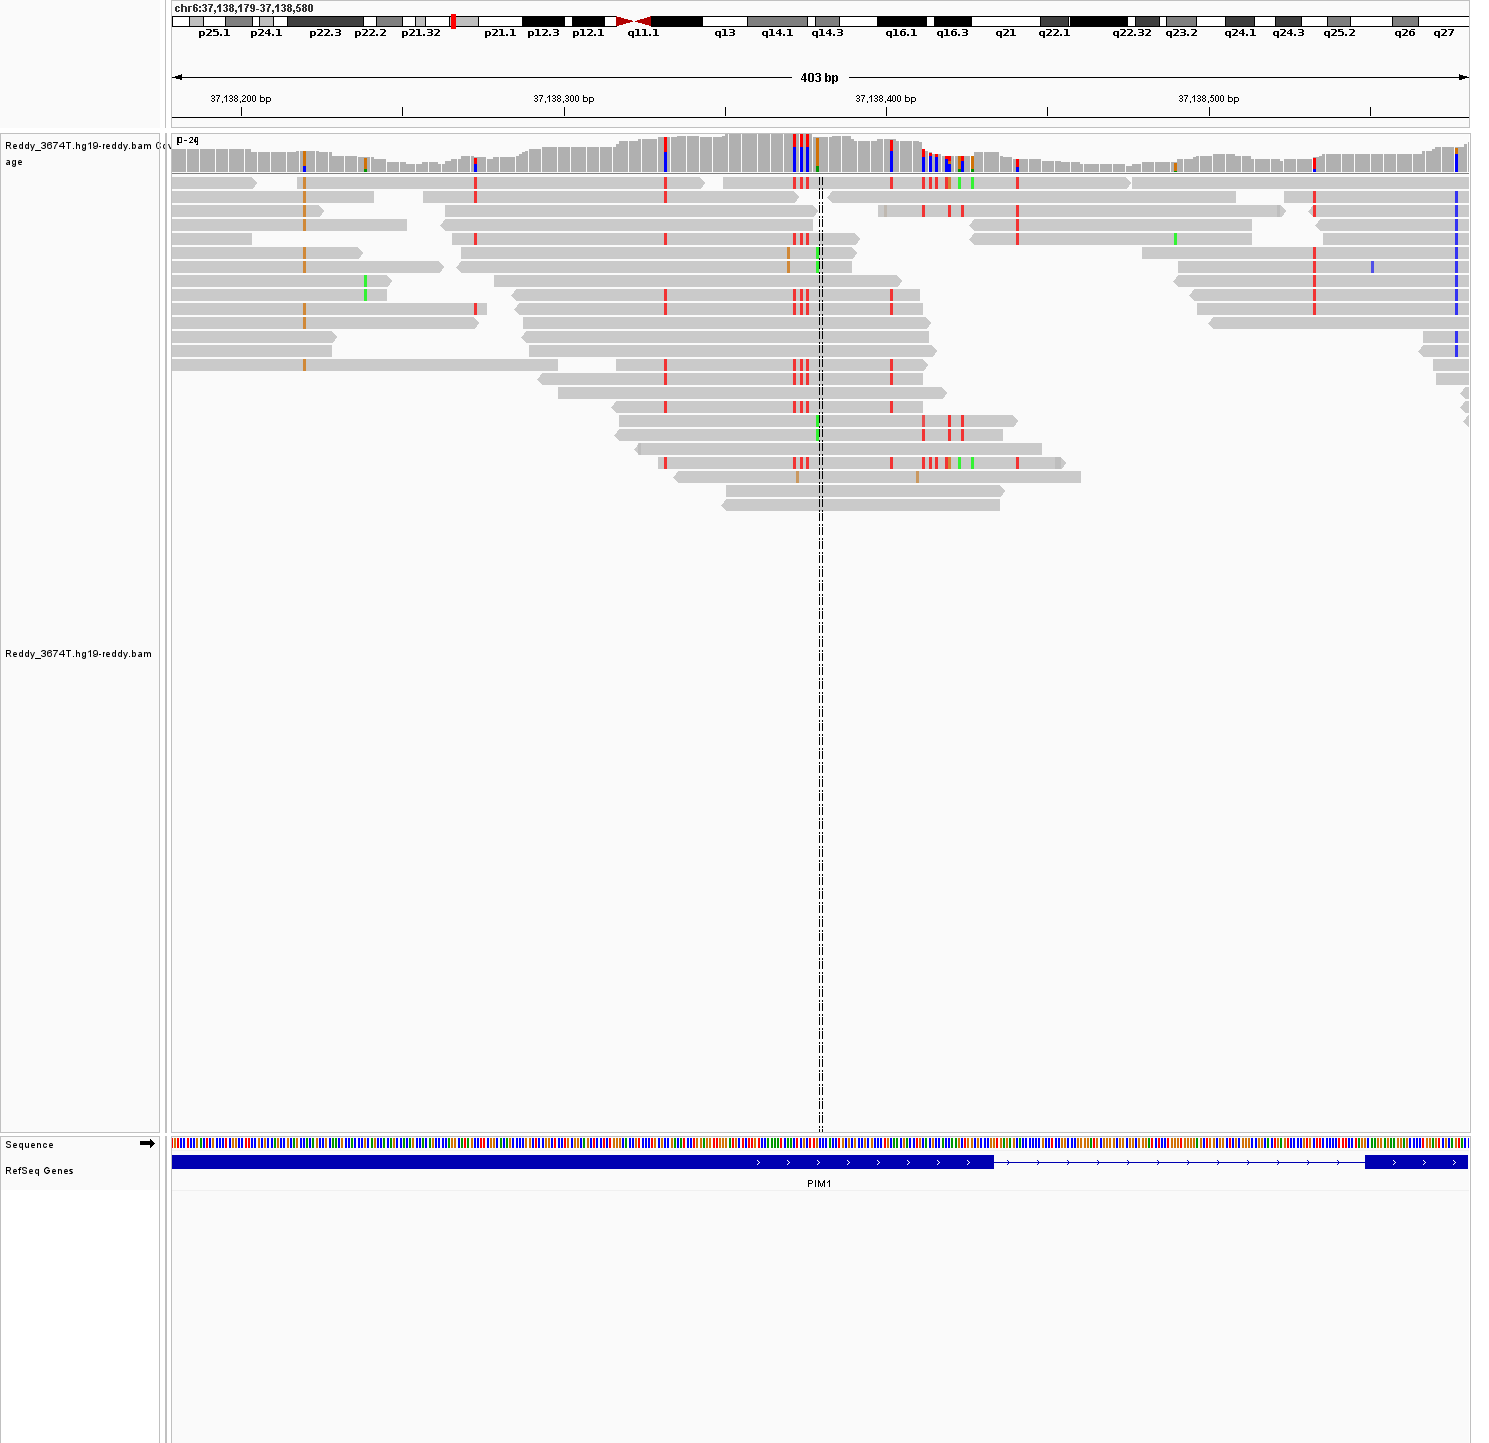 chr6:37,138,179-37,138,580
p25.1 p24.1 p22.3 p22.2 p21.32 p21.1 p12.3 p12.1 q11.1 q13 q14.1 q14.3 q16.1 q16.3 q21 q22.1 q22.32 q23.2 q24.1 q24.3 q25.2 q26 q27
403 bp
37,138,200 bp 37,138,300 bp 37,138,400 bp 37,138,500 bp
Reddy_3674T.hg19-reddy.bam Cov
age
[0-24]
Reddy_3674T.hg19-reddy.bam
Sequence
RefSeq Genes
PIM1